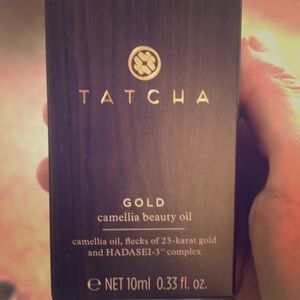 TATCHA
GOLD
camellia beauty oil
camellia oil, flecks of 23-karat gold
and HADASEI-3™ complex
℮ NET 10ml 0.33 fl. oz.